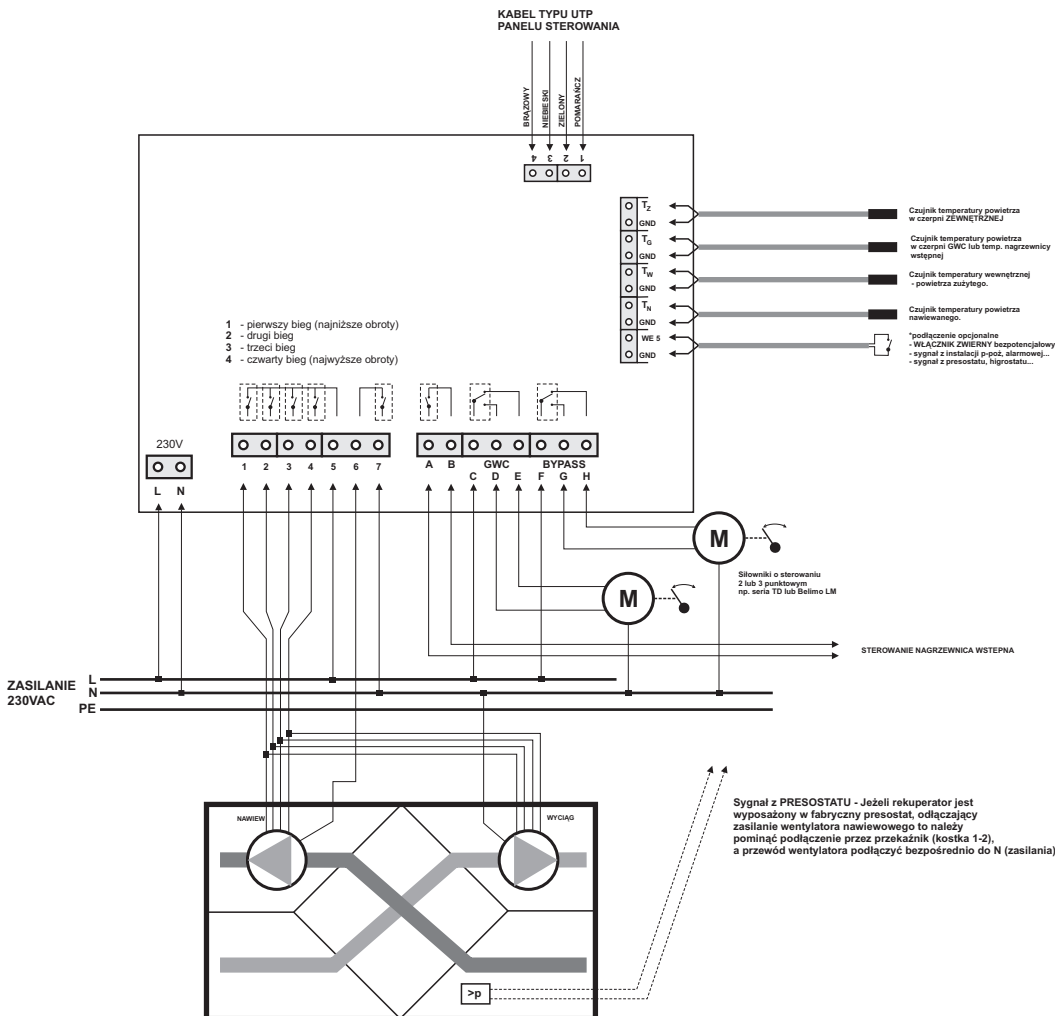 KABEL TYPU UTP
PANELU STEROWANIA
BRĄZOWY
NIEBIESKI
ZIELONY
POMARAŃCZ
4 3 2 1
TZ
GND
TG
GND
TW
GND
TN
GND
WE 5
GND
Czujnik temperatury powietrza
w czerpni ZEWNĘTRZNEJ
Czujnik temperatury powietrza
w czerpni GWC lub temp. nagrzewnicy
wstępnej
Czujnik temperatury wewnętrznej
- powietrza zużytego.
Czujnik temperatury powietrza
nawiewanego.
*podłączenie opcjonalne
- WŁĄCZNIK ZWIERNY bezpotencjałowy
- sygnał z instalacji p-poż, alarmowej...
- sygnał z presostatu, higrostatu...
1 - pierwszy bieg (najniższe obroty)
2 - drugi bieg
3 - trzeci bieg
4 - czwarty bieg (najwyższe obroty)
230V
L N
1 2 3 4 5 6 7
A B GWC BYPASS
C D E F G H
M
Siłowniki o sterowaniu
2 lub 3 punktowym
np. seria TD lub Belimo LM
M
STEROWANIE NAGRZEWNICA WSTEPNA
ZASILANIE
230VAC
L
N
PE
NAWIEW
WYCIĄG
Sygnał z PRESOSTATU - Jeżeli rekuperator jest
wyposażony w fabryczny presostat, odłączający
zasilanie wentylatora nawiewowego to należy
pominąć podłączenie przez przekaźnik (kostka 1-2),
a przewód wentylatora podłączyć bezpośrednio do N (zasilania)
>p